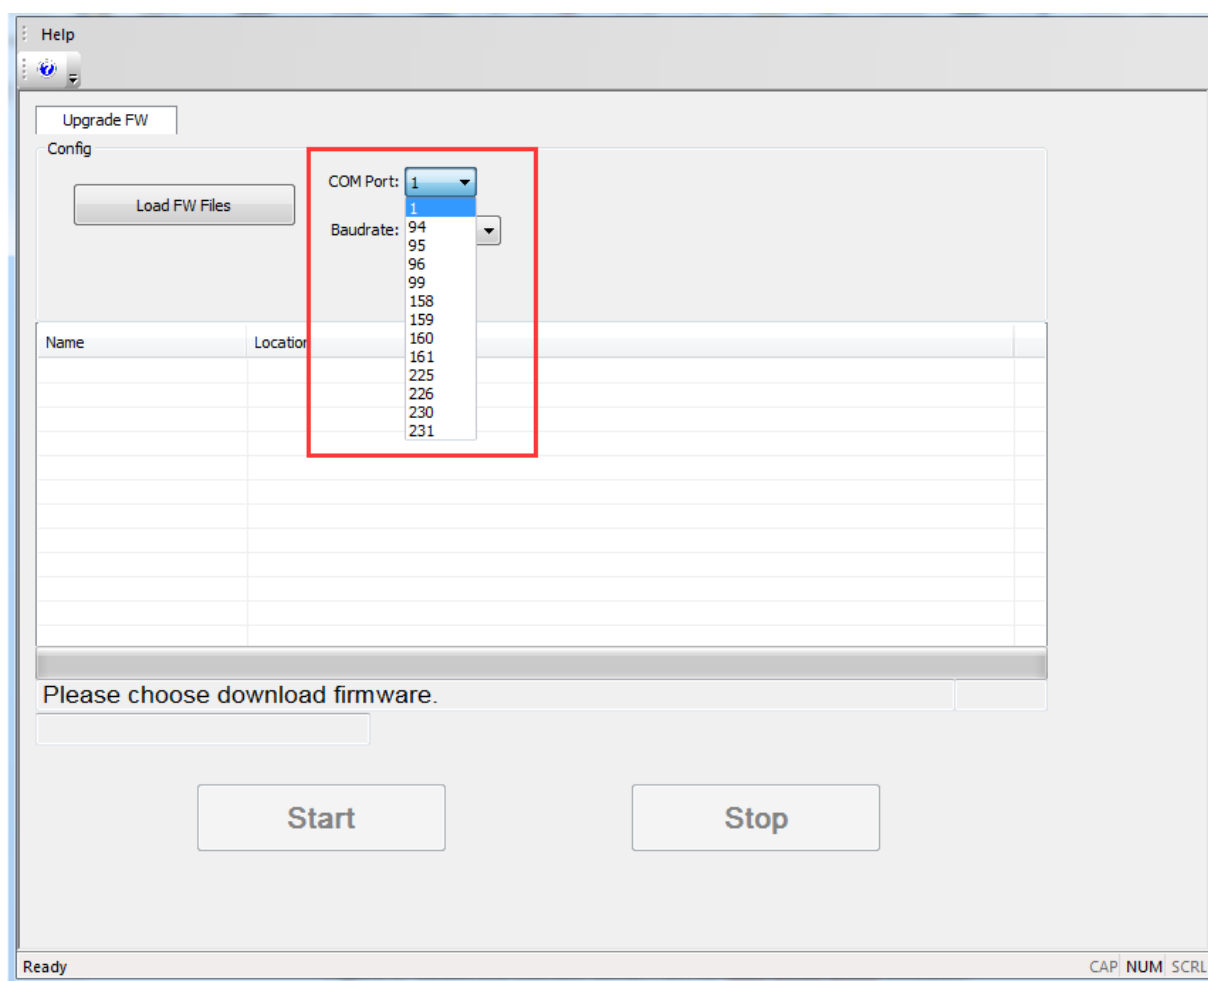 Help
Upgrade FW
Config
Load FW Files
COM Port: 1
Baudrate:
1
94
95
96
99
158
159
160
161
225
226
230
231
Name Location
Please choose download firmware.
Start Stop
Ready CAP NUM SCRL